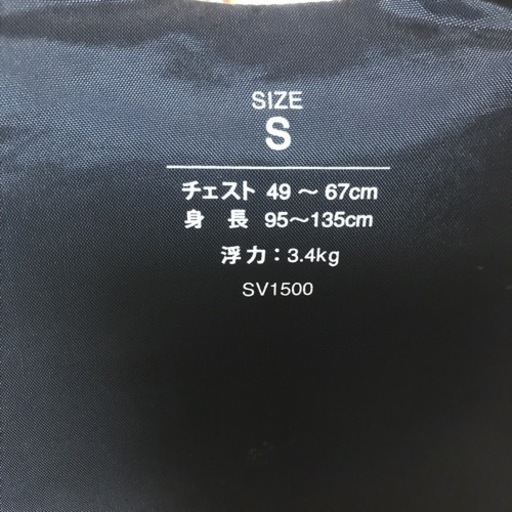 SIZE
S
チェスト 49 ～ 67cm
身 長 95～135cm
浮力：3.4kg
SV1500